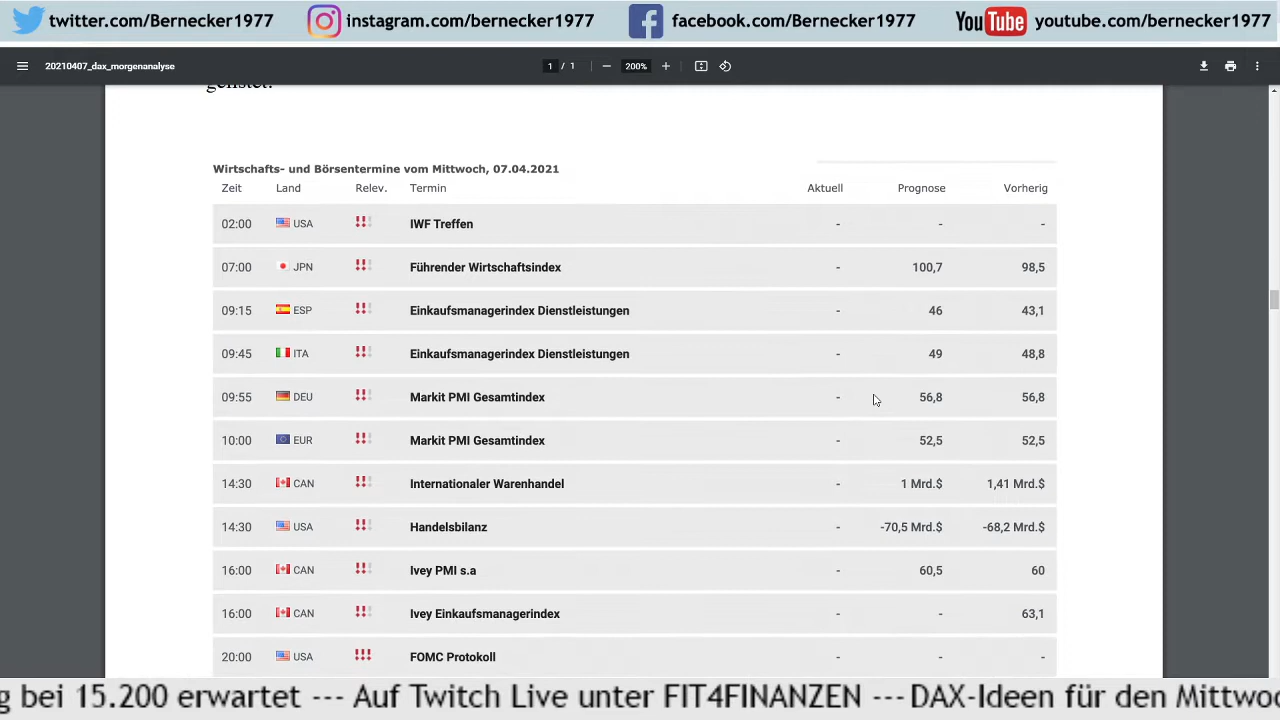 twitter.com/Bernecker1977 instagram.com/bernecker1977 facebook.com/Bernecker1977 YouTube youtube.com/bernecker1977
20210407_dax_morgenanalyse 1 / 1 200%
Wirtschafts- und Börsentermine vom Mittwoch, 07.04.2021
Zeit Land Relev. Termin Aktuell Prognose Vorherig
02:00 USA IWF Treffen - - -
07:00 JPN Führender Wirtschaftsindex - 100,7 98,5
09:15 ESP Einkaufsmanagerindex Dienstleistungen - 46 43,1
09:45 ITA Einkaufsmanagerindex Dienstleistungen - 49 48,8
09:55 DEU Markit PMI Gesamtindex - 56,8 56,8
10:00 EUR Markit PMI Gesamtindex - 52,5 52,5
14:30 CAN Internationaler Warenhandel - 1 Mrd.$ 1,41 Mrd.$
14:30 USA Handelsbilanz - -70,5 Mrd.$ -68,2 Mrd.$
16:00 CAN Ivey PMI s.a - 60,5 60
16:00 CAN Ivey Einkaufsmanagerindex - - 63,1
20:00 USA FOMC Protokoll - - -
g bei 15.200 erwartet --- Auf Twitch Live unter FIT4FINANZEN --- DAX-Ideen für den Mittwoc